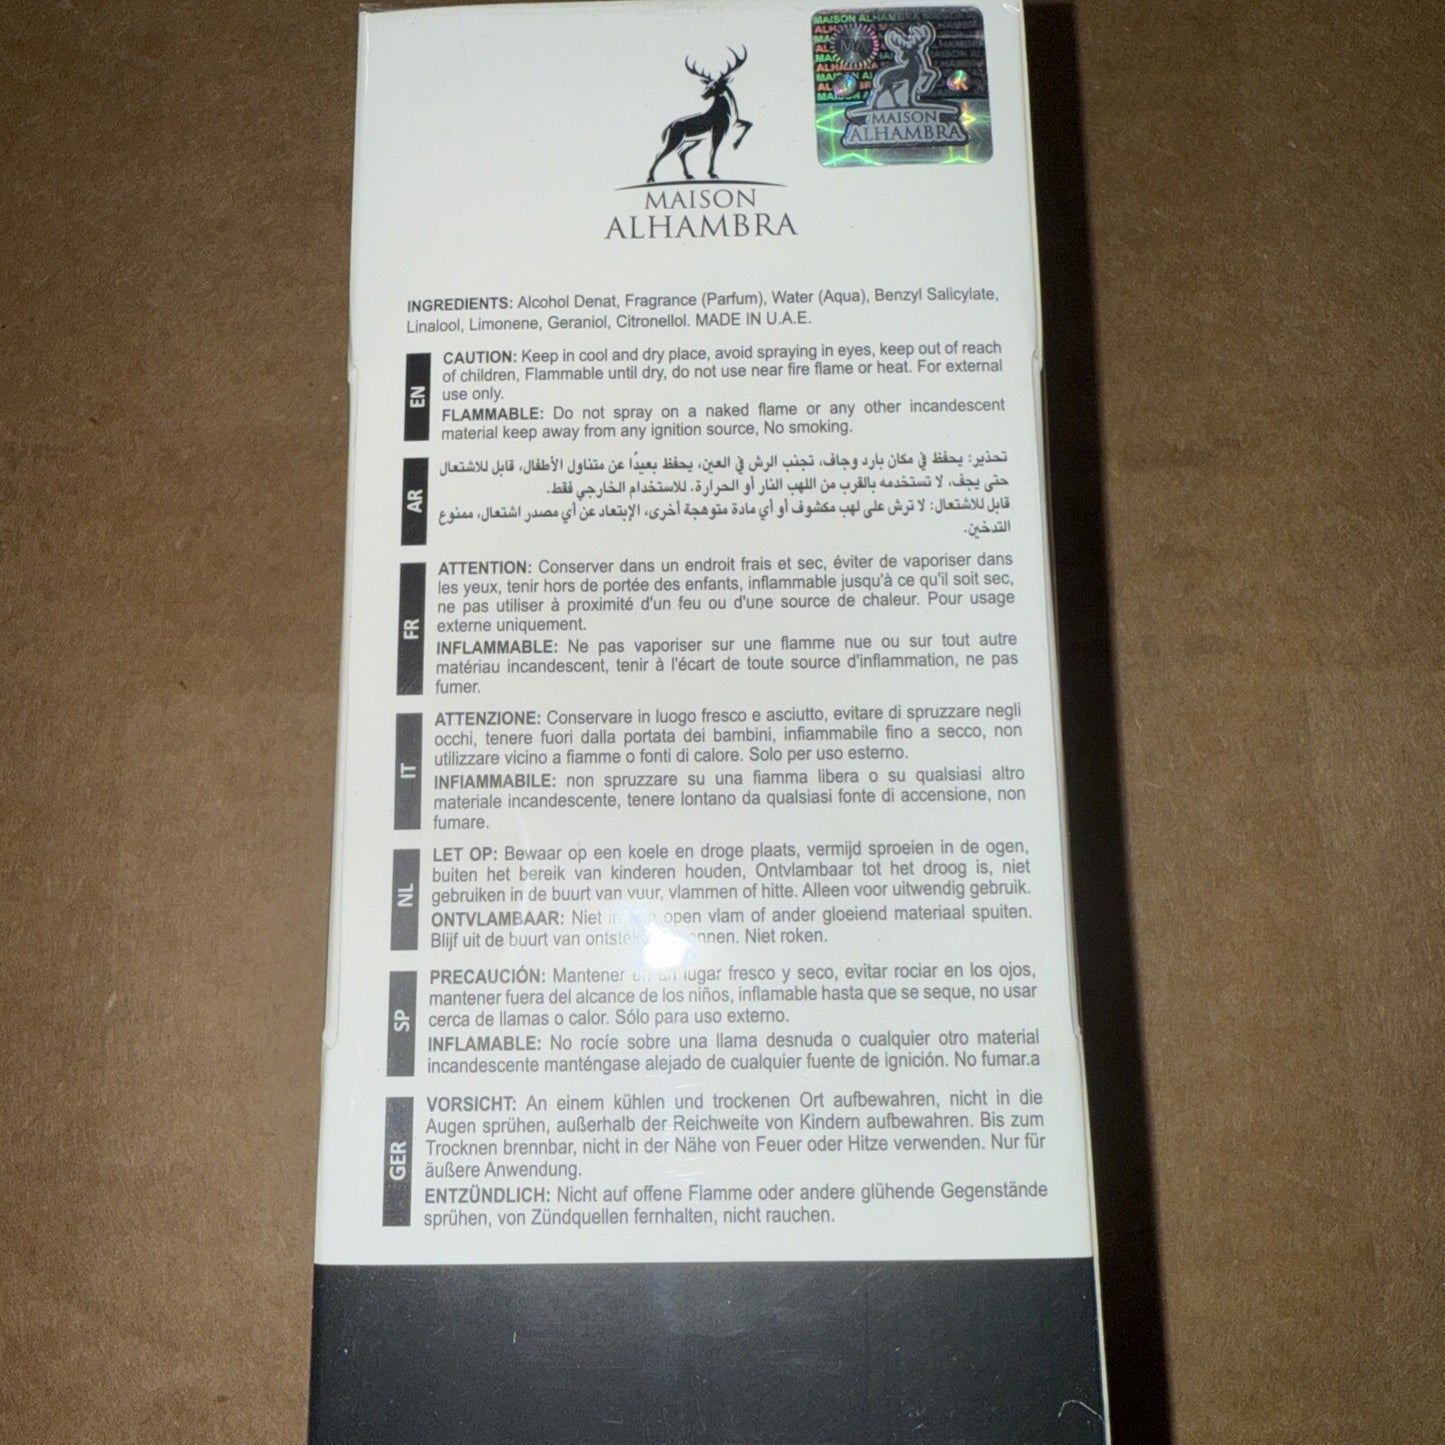 MAISON
ALHAMBRA
MAISON
ALHAMBRA
INGREDIENTS: Alcohol Denat, Fragrance (Parfum), Water (Aqua), Benzyl Salicylate,
Linalool, Limonene, Geraniol, Citronellol. MADE IN U.A.E.
EN
CAUTION: Keep in cool and dry place, avoid spraying in eyes, keep out of reach
of children, Flammable until dry, do not use near fire flame or heat. For external
use only.
FLAMMABLE: Do not spray on a naked flame or any other incandescent
material keep away from any ignition source, No smoking.
AR
تحذير: يحفظ في مكان بارد وجاف، تجنب الرش في العين، يحفظ بعيدًا عن متناول الأطفال، قابل للاشتعال
حتى يجف، لا تستخدمه بالقرب من اللهب النار أو الحرارة. للاستخدام الخارجي فقط.
قابل للاشتعال: لا ترش على لهب مكشوف أو أي مادة متوهجة أخرى، الإبتعاد عن أي مصدر اشتعال، ممنوع
التدخين.
FR
ATTENTION: Conserver dans un endroit frais et sec, éviter de vaporiser dans
les yeux, tenir hors de portée des enfants, inflammable jusqu'à ce qu'il soit sec,
ne pas utiliser à proximité d'un feu ou d'une source de chaleur. Pour usage
externe uniquement.
INFLAMMABLE: Ne pas vaporiser sur une flamme nue ou sur tout autre
matériau incandescent, tenir à l'écart de toute source d'inflammation, ne pas
fumer.
IT
ATTENZIONE: Conservare in luogo fresco e asciutto, evitare di spruzzare negli
occhi, tenere fuori dalla portata dei bambini, infiammabile fino a secco, non
utilizzare vicino a fiamme o fonti di calore. Solo per uso esterno.
INFIAMMABILE: non spruzzare su una fiamma libera o su qualsiasi altro
materiale incandescente, tenere lontano da qualsiasi fonte di accensione, non
fumare.
NL
LET OP: Bewaar op een koele en droge plaats, vermijd sproeien in de ogen,
buiten het bereik van kinderen houden, Ontvlambaar tot het droog is, niet
gebruiken in de buurt van vuur, vlammen of hitte. Alleen voor uitwendig gebruik.
ONTVLAMBAAR: Niet in open vlam of ander gloeiend materiaal spuiten.
Blijf uit de buurt van Niet roken.
SP
PRECAUCIÓN: Mantener en un lugar fresco y seco, evitar rociar en los ojos,
mantener fuera del alcance de los niños, inflamable hasta que se seque, no usar
cerca de llamas o calor. Sólo para uso externo.
INFLAMABLE: No rocíe sobre una llama desnuda o cualquier otro material
incandescente manténgase alejado de cualquier fuente de ignición. No fumar.a
GER
VORSICHT: An einem kühlen und trockenen Ort aufbewahren, nicht in die
Augen sprühen, außerhalb der Reichweite von Kindern aufbewahren. Bis zum
Trocknen brennbar, nicht in der Nähe von Feuer oder Hitze verwenden. Nur für
äußere Anwendung.
ENTZÜNDLICH: Nicht auf offene Flamme oder andere glühende Gegenstände
sprühen, von Zündquellen fernhalten, nicht rauchen.